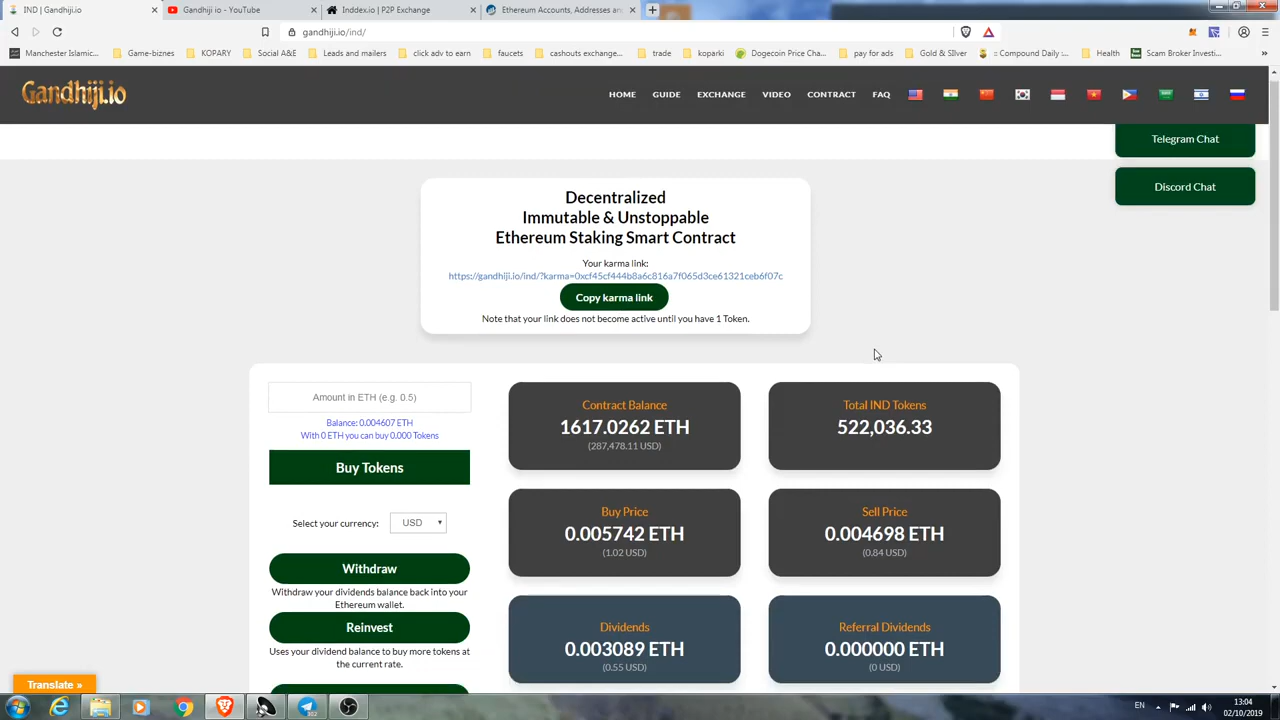 IND | Gandhiji.io
Gandhiji io - YouTube
Inddex.io | P2P Exchange
Ethereum Accounts, Addresses and
gandhiji.io/ind/
Manchester Islamic...
Game-biznes
KOPARY
Social A&E
Leads and mailers
click adv to earn
faucets
cashouts exchange...
trade
koparki
Dogecoin Price Cha...
pay for ads
Gold & SIlver
:: Compound Daily :...
Health
Scam Broker Investi...
Gandhiji.io
HOME
GUIDE
EXCHANGE
VIDEO
CONTRACT
FAQ
Telegram Chat
Discord Chat
Decentralized
Immutable & Unstoppable
Ethereum Staking Smart Contract
Your karma link:
https://gandhiji.io/ind/?karma=0xcf45cf444b8a6c816a7f065d3ce61321ceb6f07c
Copy karma link
Note that your link does not become active until you have 1 Token.
Amount in ETH (e.g. 0.5)
Balance: 0.004607 ETH
With 0 ETH you can buy 0.000 Tokens
Buy Tokens
Select your currency:
USD
Withdraw
Withdraw your dividends balance back into your
Ethereum wallet.
Reinvest
Uses your dividend balance to buy more tokens at
the current rate.
Contract Balance
1617.0262 ETH
(287,478.11 USD)
Total IND Tokens
522,036.33
Buy Price
0.005742 ETH
(1.02 USD)
Sell Price
0.004698 ETH
(0.84 USD)
Dividends
0.003089 ETH
(0.55 USD)
Referral Dividends
0.000000 ETH
(0 USD)
Translate »
EN
13:04
02/10/2019